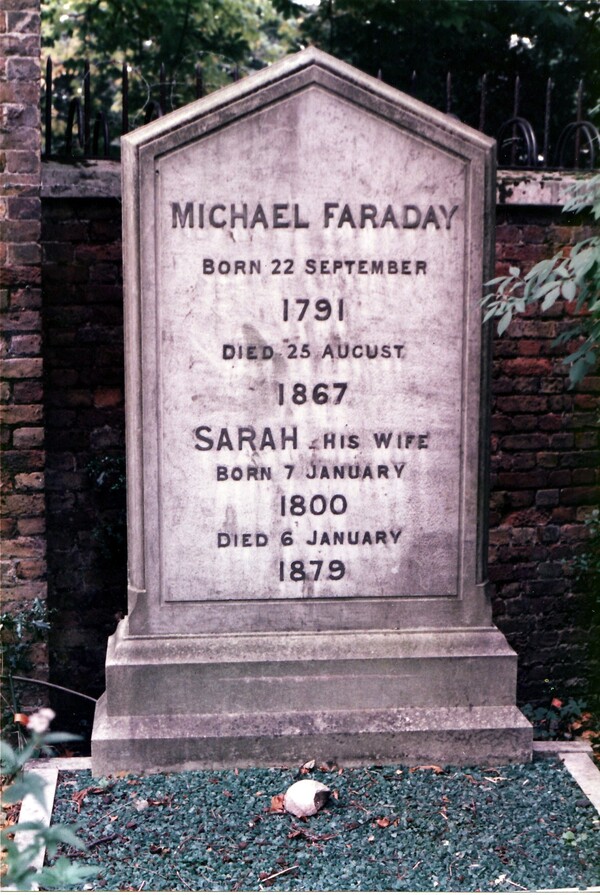 MICHAEL FARADAY
BORN 22 SEPTEMBER
1791
DIED 25 AUGUST
1867
SARAH HIS WIFE
BORN 7 JANUARY
1800
DIED 6 JANUARY
1879